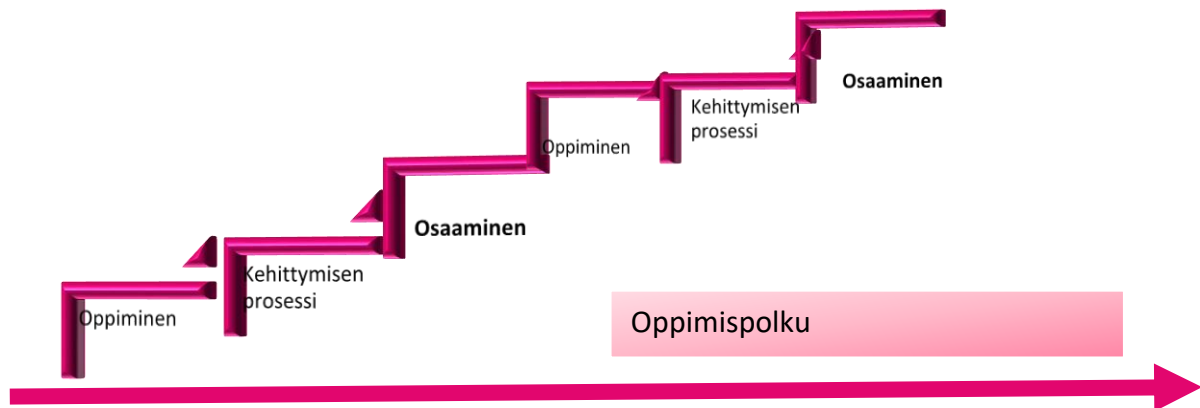 Oppiminen
Kehittymisen
prosessi
Osaaminen
Oppiminen
Kehittymisen
prosessi
Osaaminen
Oppimispolku